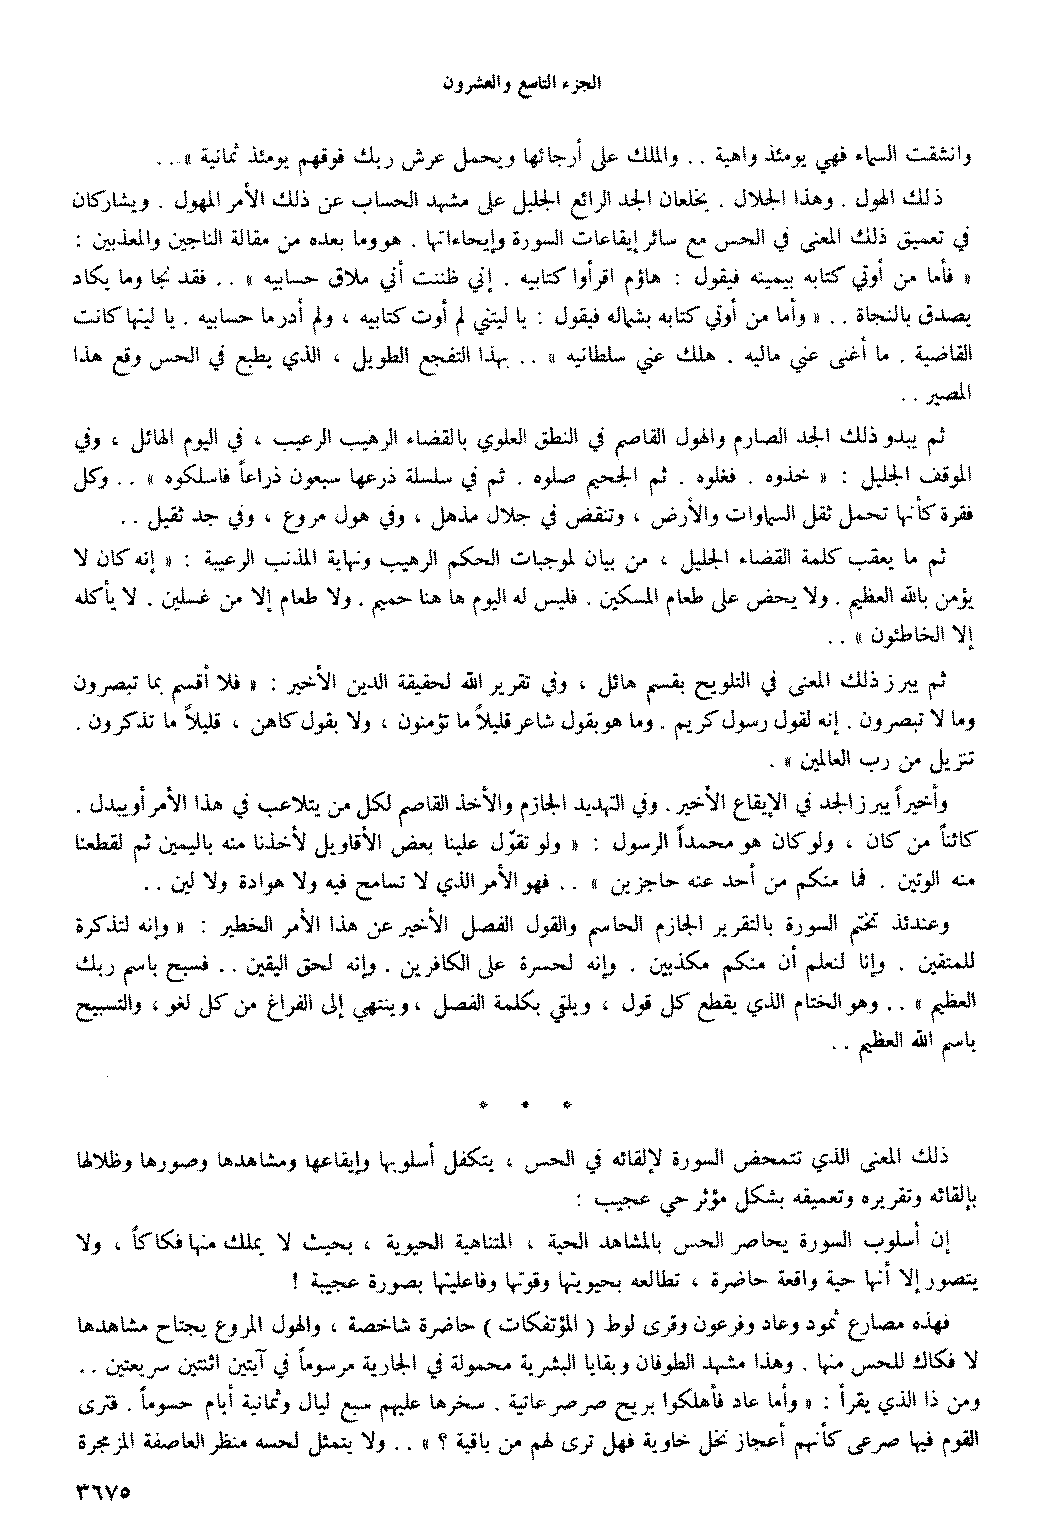 الجزء التاسع والعشرون
وانشقت السماء فهي يومئذ واهية .. والملك على أرجائها ويحمل عرش ربك فوقهم يومئذ ثمانية » ...
ذلك الهول . وهذا الجلال . يخلعان الجد الرائع الجليل على مشهد الحساب عن ذلك الأمر المهول . ويشاركان
في تعميق ذلك المعنى في الحس مع سائر إيقاعات السورة وإيحاءاتها . هو وما بعده من مقالة الناجين والمعذبين :
« فأما من أوتي كتابه بيمينه فيقول : هاؤم اقرأوا كتابيه . إني ظننت أني ملاق حسابيه » .. فقد نجا وما يكاد
يصدق بالنجاة .. « وأما من أوتي كتابه بشماله فيقول : يا ليتني لم أوت كتابيه ، ولم أدر ما حسابيه . يا ليتها كانت
القاضية . ما أغنى عني ماليه . هلك عني سلطانيه » .. بهذا التفجع الطويل ، الذي يطبع في الحس وقع هذا
المصير ..
ثم يبدو ذلك الجد الصارم والهول القاصم في النطق العلوي بالقضاء الرهيب الرعيب ، في اليوم الهائل ، وفي
الموقف الجليل : « خذوه . فغلوه . ثم الجحيم صلوه . ثم في سلسلة ذرعها سبعون ذراعاً فاسلكوه » .. وكل
فقرة كأنها تحمل ثقل السماوات والأرض ، وتنقض في جلال مذهل ، وفي هول مروع ، وفي جد ثقيل ..
ثم ما يعقب كلمة القضاء الجليل ، من بيان لموجبات الحكم الرهيب ونهاية المذنب الرعيبة : « إنه كان لا
يؤمن بالله العظيم . ولا يحض على طعام المسكين . فليس له اليوم ها هنا حميم . ولا طعام إلا من غسلين . لا يأكله
إلا الخاطئون » ..
ثم يبرز ذلك المعنى في التلويح بقسم هائل ، وفي تقرير الله لحقيقة الدين الأخير : « فلا أقسم بما تبصرون
وما لا تبصرون . إنه لقول رسول كريم . وما هو بقول شاعر قليلاً ما تؤمنون ، ولا بقول كاهن ، قليلاً ما تذكرون .
تنزيل من رب العالمين » .
وأخيراً يبرز الجد في الإيقاع الأخير . وفي التهديد الجازم والأخذ القاصم لكل من يتلاعب في هذا الأمر أو يبدل .
كائناً من كان ، ولو كان هو محمداً الرسول : « ولو تقوّل علينا بعض الأقاويل لأخذنا منه باليمين ثم لقطعنا
منه الوتين . فما منكم من أحد عنه حاجزين » .. فهو الأمر الذي لا تسامح فيه ولا هوادة ولا لين ..
وعندئذ تختم السورة بالتقرير الجازم الحاسم والقول الفصل الأخير عن هذا الأمر الخطير : « وإنه لتذكرة
للمتقين . وإنا لنعلم أن منكم مكذبين . وإنه لحسرة على الكافرين . وإنه لحق اليقين .. فسبح باسم ربك
العظيم » .. وهو الختام الذي يقطع كل قول ، ويلقي بكلمة الفصل ، وينتهي إلى الفراغ من كل لغو ، والتسبيح
باسم الله العظيم ..
* * *
ذلك المعنى الذي تتمحض السورة لإلقائه في الحس ، يتكفل أسلوبها وإيقاعها ومشاهدها وصورها وظلالها
بإلقائه وتقريره وتعميقه بشكل مؤثر حي عجيب :
إن أسلوب السورة يحاصر الحس بالمشاهد الحية ، المتناهية الحيوية ، بحيث لا يملك منها فكاكاً ، ولا
يتصور إلا أنها حية واقعة حاضرة ، تطالعه بحيويتها وقوتها وفاعليتها بصورة عجيبة !
فهذه مصارع ثمود وعاد وفرعون وقرى لوط ( المؤتفكات ) حاضرة شاخصة ، والهول المروع يجتاح مشاهدها
لا فكاك للحس منها . وهذا مشهد الطوفان وبقايا البشرية محمولة في الجارية مرسوماً في آيتين اثنتين سريعتين ..
ومن ذا الذي يقرأ : « وأما عاد فأهلكوا بريح صرصر عاتية . سخرها عليهم سبع ليال وثمانية أيام حسوماً . فترى
القوم فيها صرعى كأنهم أعجاز نخل خاوية فهل ترى لهم من باقية ؟ » .. ولا يتمثل لحسه منظر العاصفة المزمجرة
٣٦٧٥